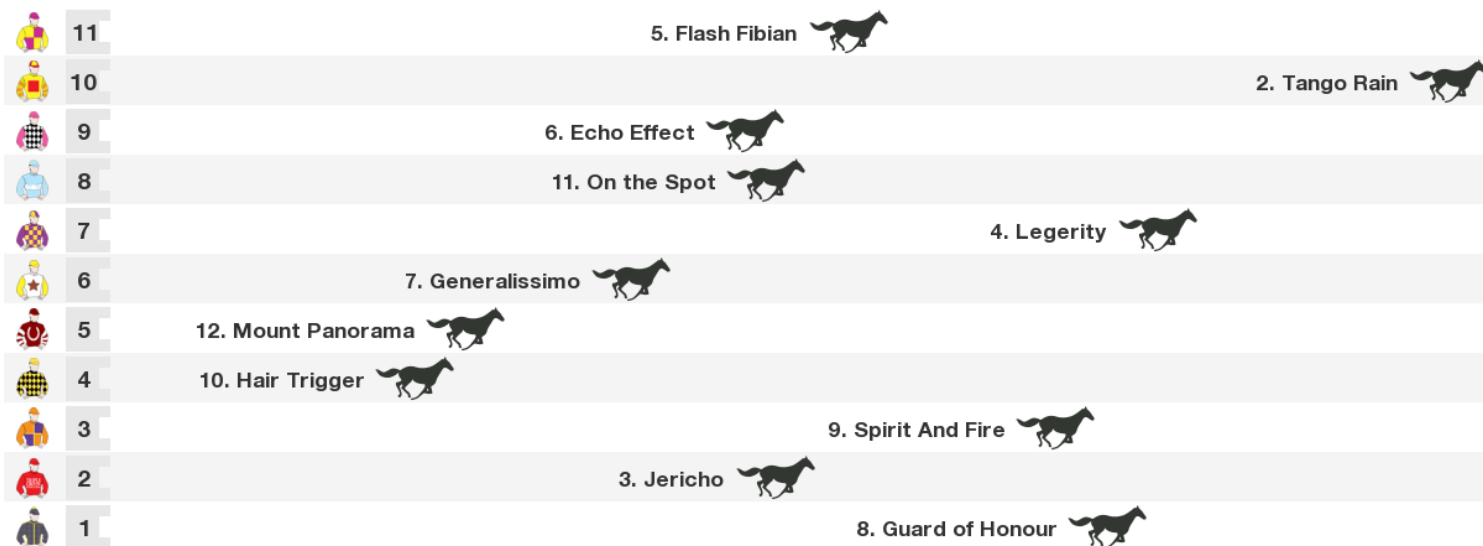 11 5. Flash Fibian
10 2. Tango Rain
9 6. Echo Effect
8 11. On the Spot
7 4. Legerity
6 7. Generalissimo
5 12. Mount Panorama
4 10. Hair Trigger
3 9. Spirit And Fire
2 3. Jericho
1 8. Guard of Honour